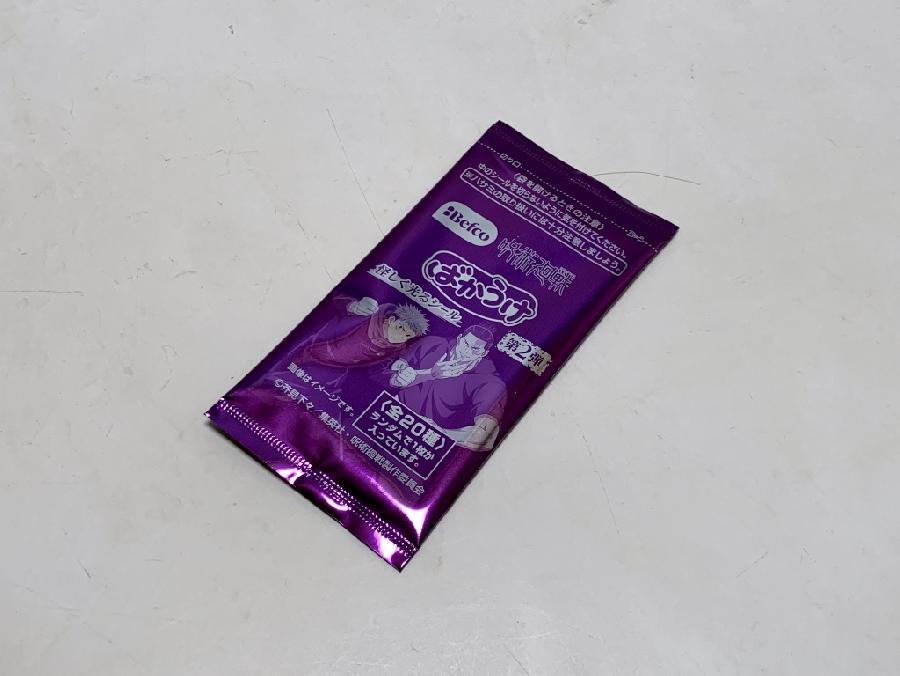 のり口
〈袋を開けるときの注意〉
中のシールを切らないように気を付けてください。
※ハサミの取り扱いには十分注意しましょう。
Befco
呪術廻戦
ばかうけ
怪しく光るシール
第2弾
画像はイメージです。
〈全20種〉
ランダムで1枚が
入っています。
©芥見下々／集英社・呪術廻戦製作委員会